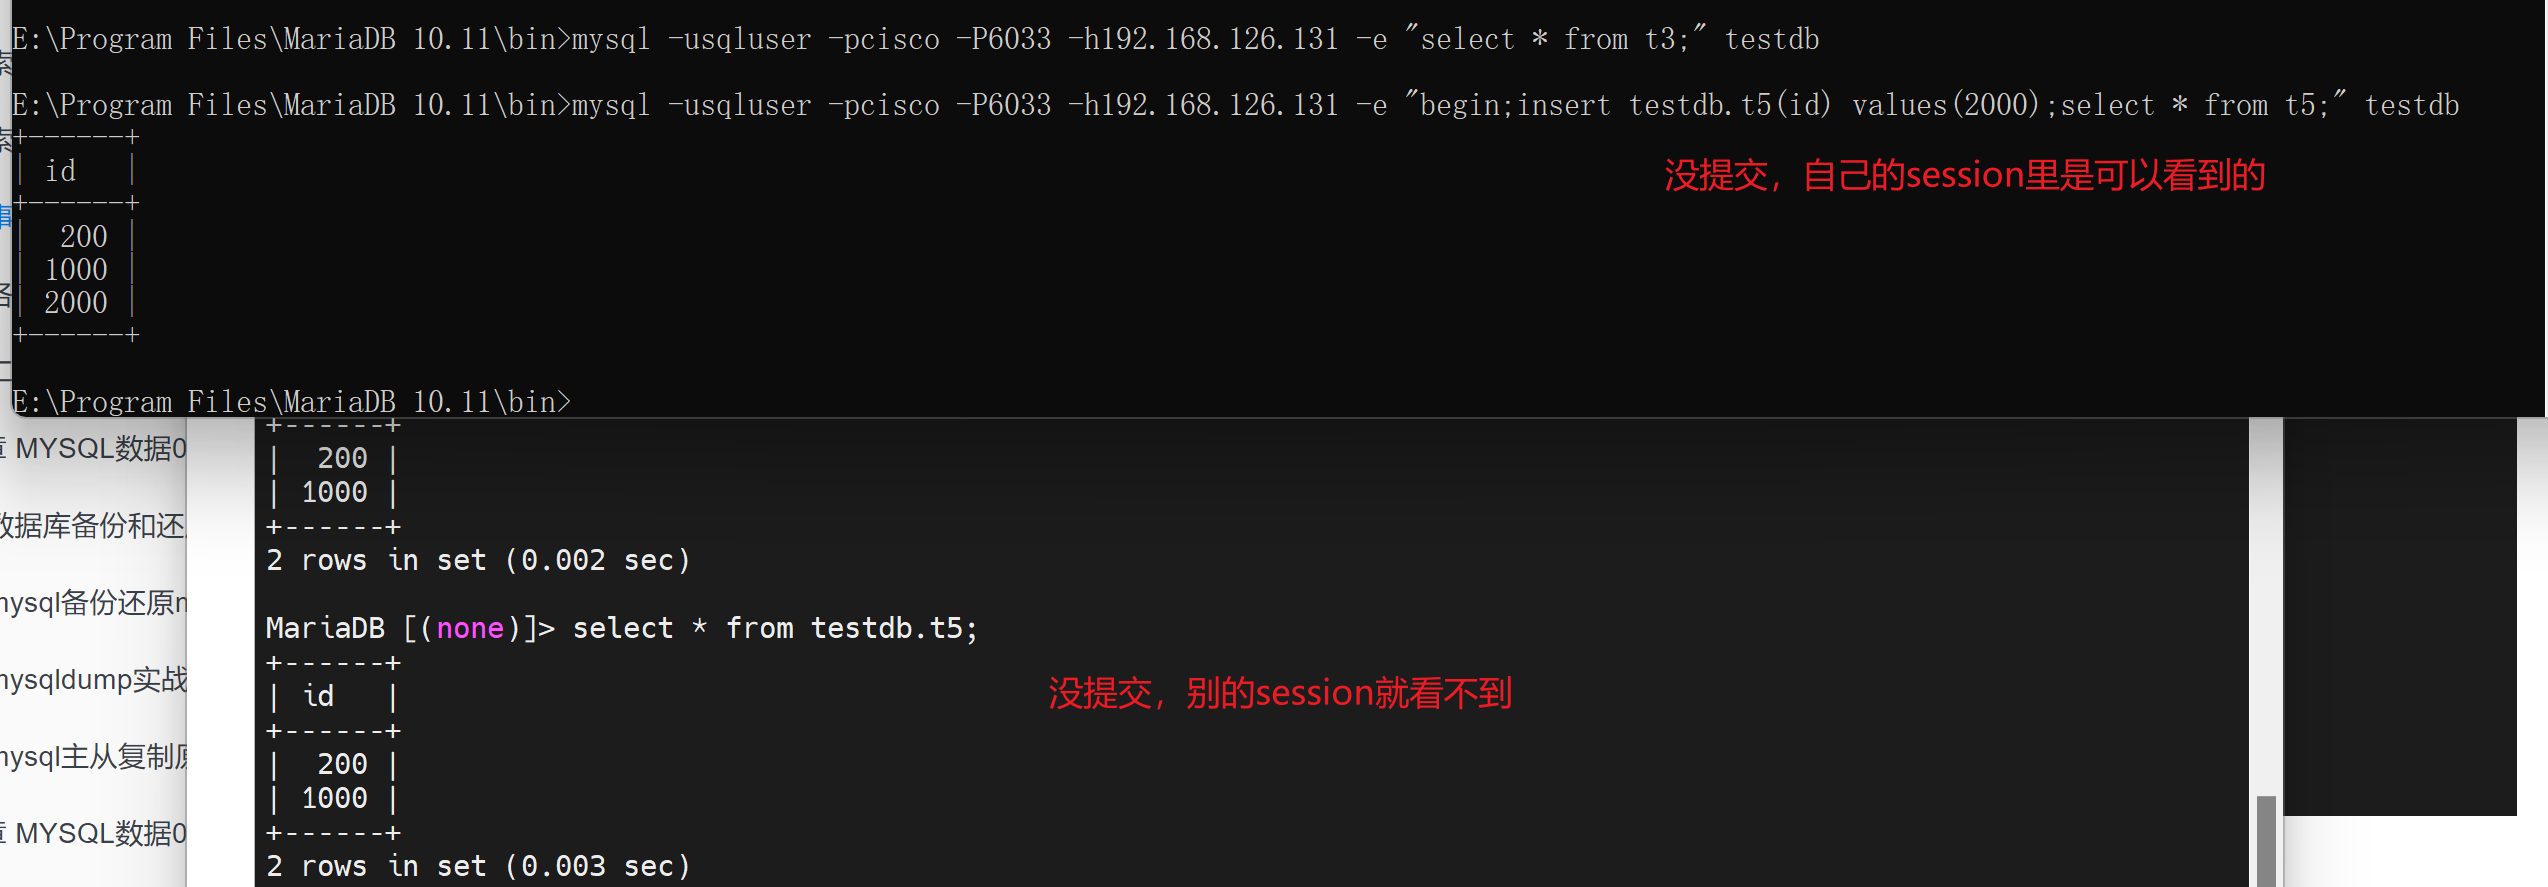 E:\Program Files\MariaDB 10.11\bin>mysql -usqluser -pcisco -P6033 -h192.168.126.131 -e "select * from t3;" testdb
E:\Program Files\MariaDB 10.11\bin>mysql -usqluser -pcisco -P6033 -h192.168.126.131 -e "begin;insert testdb.t5(id) values(2000);select * from t5;" testdb
+------+
| id   |
+------+
|  200 |
| 1000 |
| 2000 |
+------+
没提交，自己的session里是可以看到的
E:\Program Files\MariaDB 10.11\bin>
+------+
|  200 |
| 1000 |
+------+
2 rows in set (0.002 sec)
MariaDB [(none)]> select * from testdb.t5;
+------+
| id   |
+------+
|  200 |
| 1000 |
+------+
2 rows in set (0.003 sec)
没提交，别的session就看不到
MYSQL数据0
数据库备份和还
mysql备份还原
mysqldump实战
mysql主从复制
MYSQL数据0